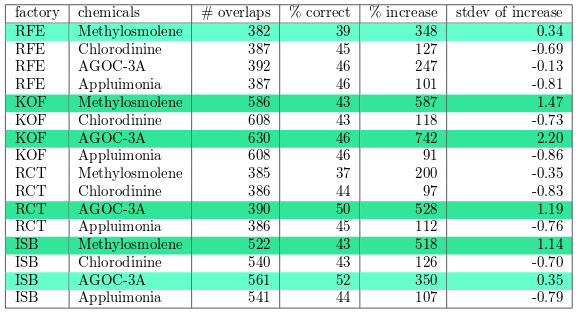 factory chemicals # overlaps % correct % increase stdev of increase
RFE Methylosmolene 382 39 348 0.34
RFE Chlorodinine 387 45 127 -0.69
RFE AGOC-3A 392 46 247 -0.13
RFE Appluimonia 387 46 101 -0.81
KOF Methylosmolene 586 43 587 1.47
KOF Chlorodinine 608 43 118 -0.73
KOF AGOC-3A 630 46 742 2.20
KOF Appluimonia 608 46 91 -0.86
RCT Methylosmolene 385 37 200 -0.35
RCT Chlorodinine 386 44 97 -0.83
RCT AGOC-3A 390 50 528 1.19
RCT Appluimonia 386 45 112 -0.76
ISB Methylosmolene 522 43 518 1.14
ISB Chlorodinine 540 43 126 -0.70
ISB AGOC-3A 561 52 350 0.35
ISB Appluimonia 541 44 107 -0.79